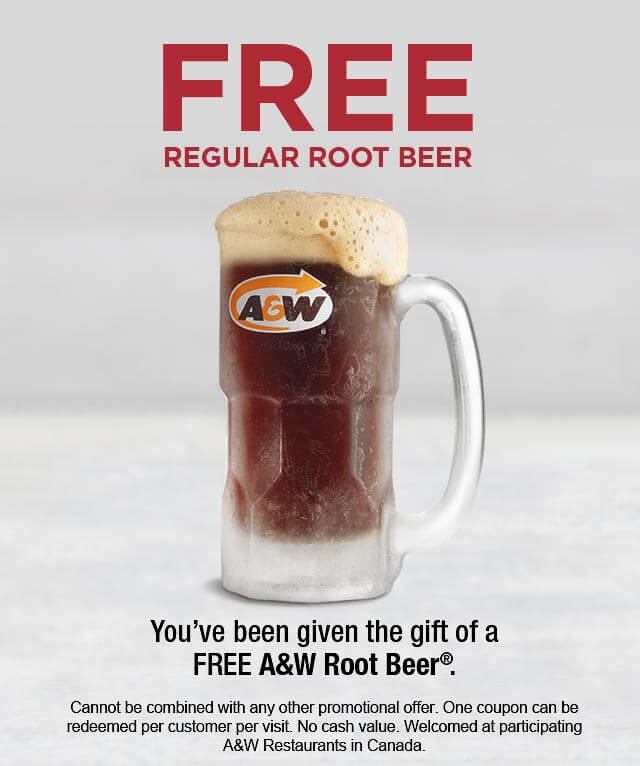 FREE
REGULAR ROOT BEER
A&W
You've been given the gift of a
FREE A&W Root Beer®.
Cannot be combined with any other promotional offer. One coupon can be
redeemed per customer per visit. No cash value. Welcomed at participating
A&W Restaurants in Canada.